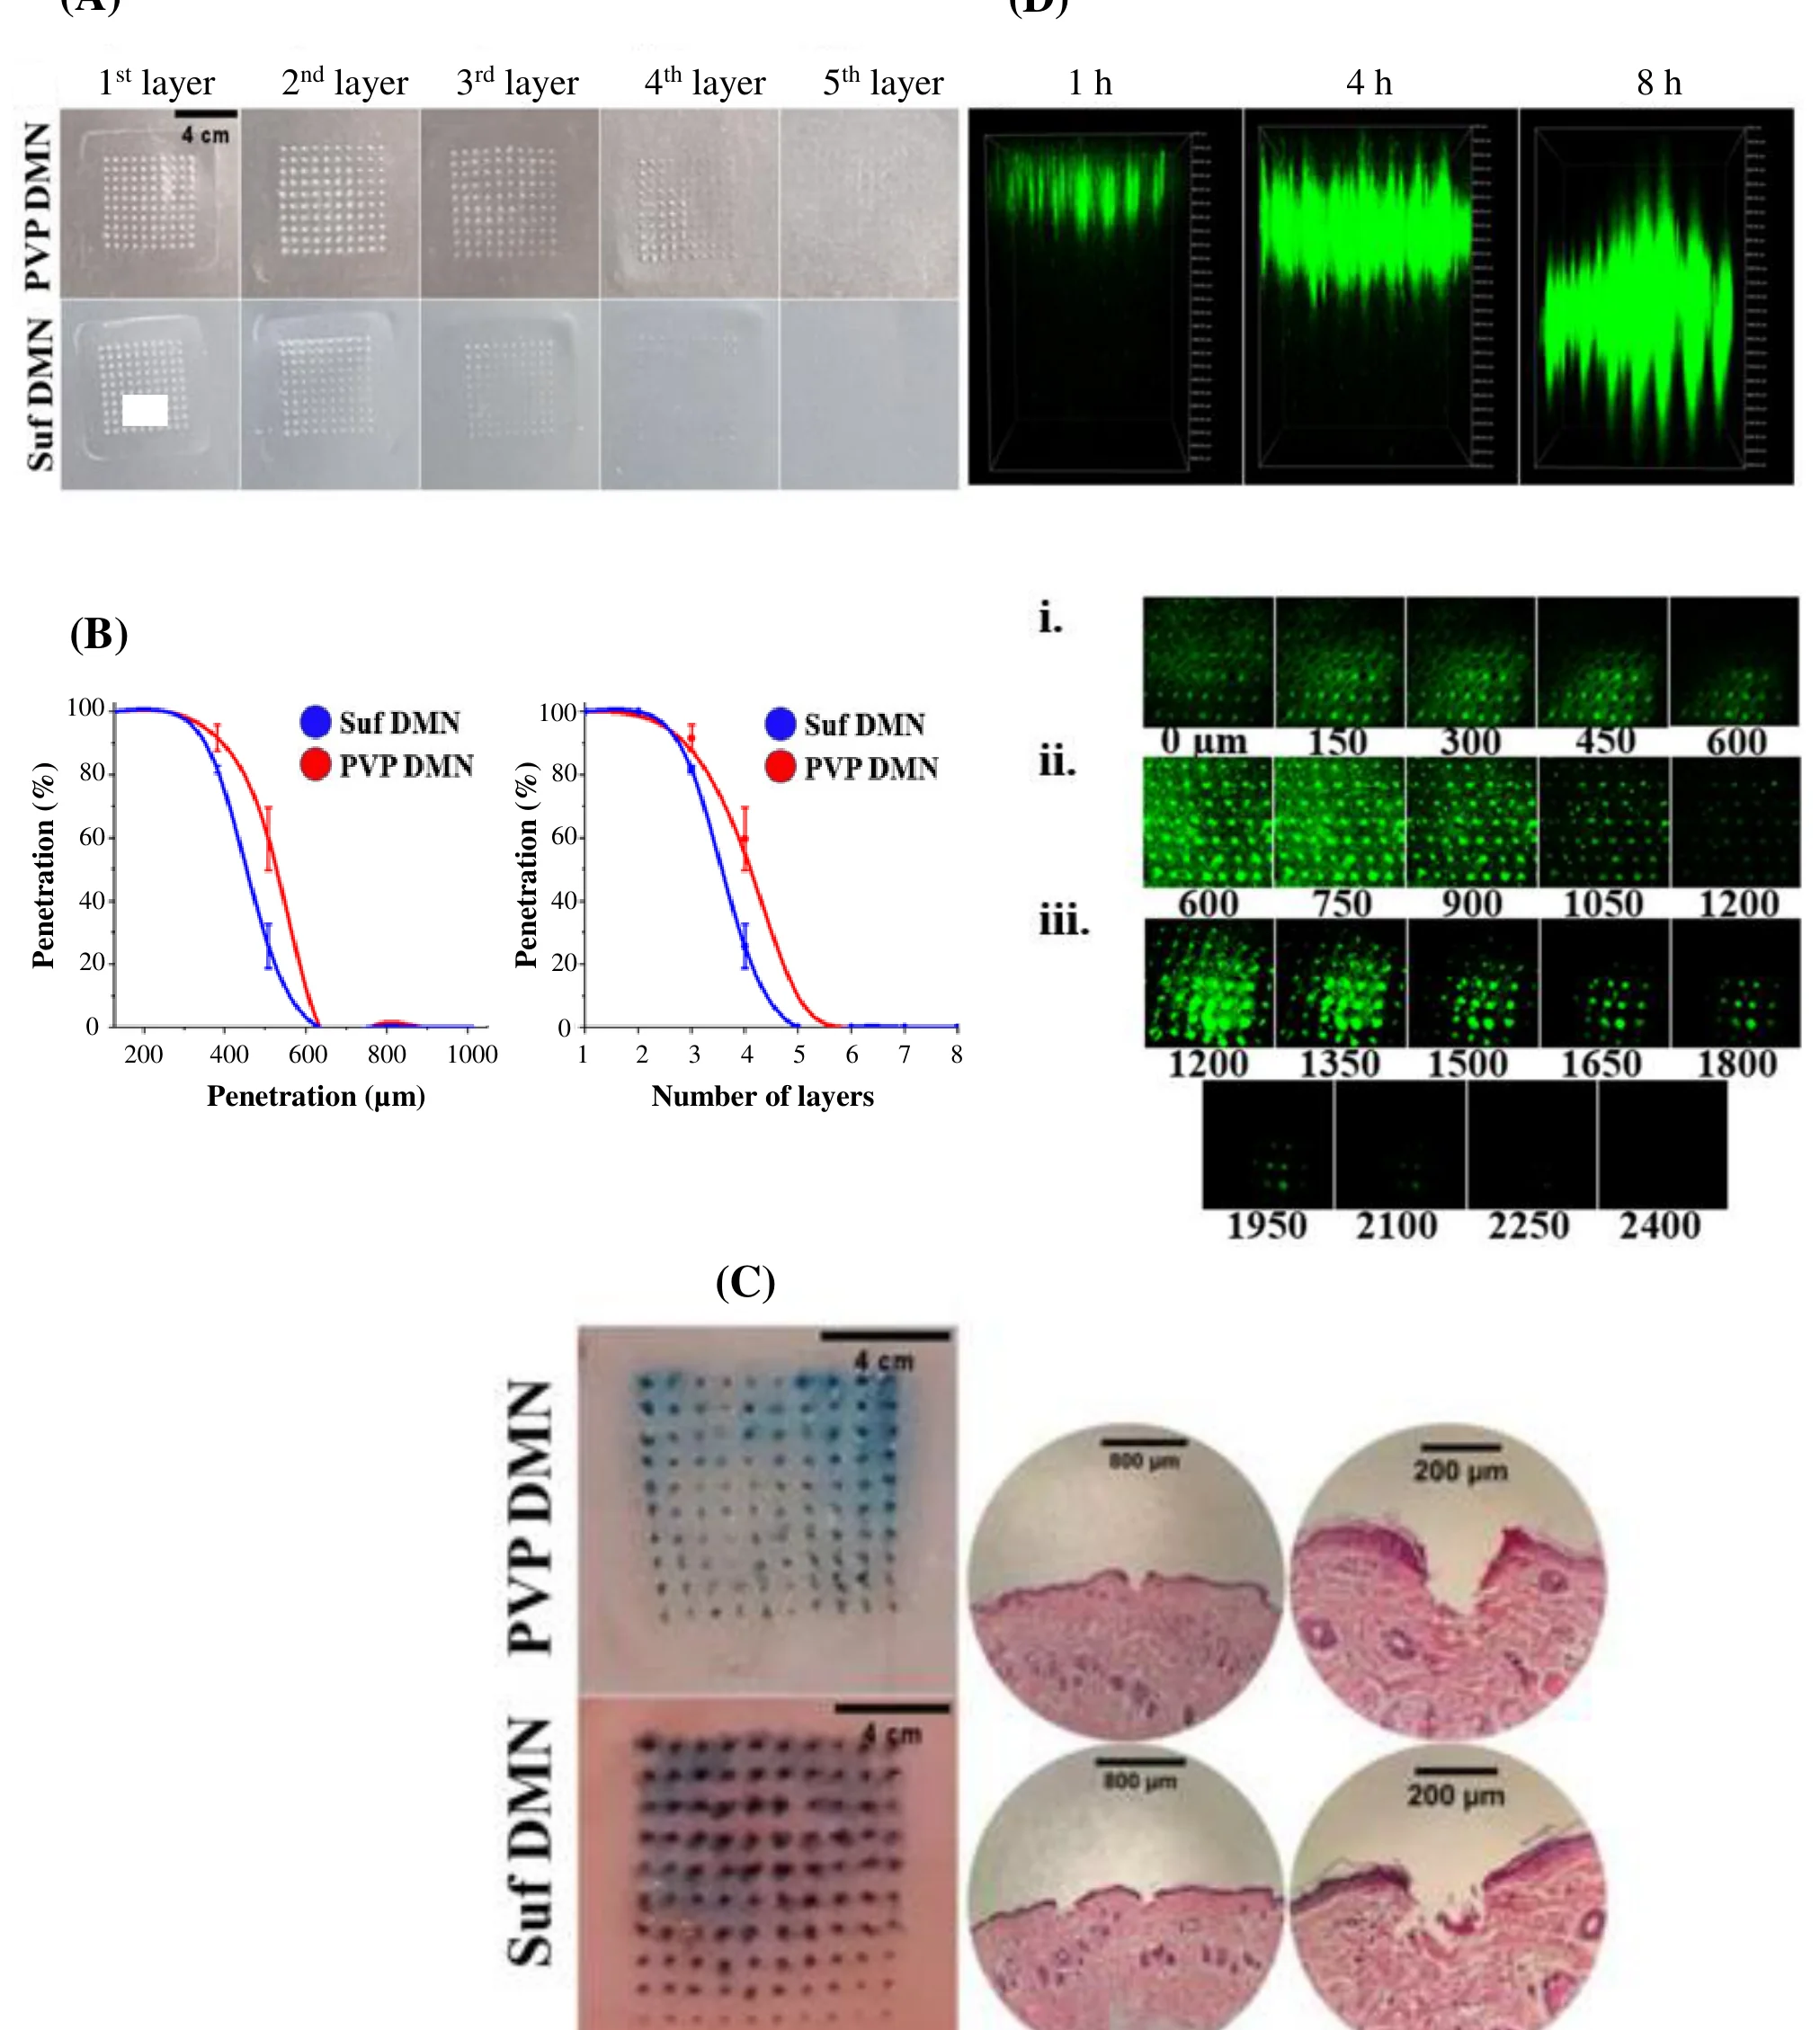 (A)
(D)
1st layer 2nd layer 3rd layer 4th layer 5th layer
1 h 4 h 8 h
PVP DMN
4 cm
Suf DMN
(B)
100
80
60
40
20
0
200 400 600 800 1000
Penetration (%)
Penetration (µm)
Suf DMN
PVP DMN
100
80
60
40
20
0
1 2 3 4 5 6 7 8
Penetration (%)
Number of layers
Suf DMN
PVP DMN
i.
0 µm 150 300 450 600
ii.
600 750 900 1050 1200
iii.
1200 1350 1500 1650 1800
1950 2100 2250 2400
(C)
PVP DMN
4 cm
800 µm
200 µm
Suf DMN
4 cm
800 µm
200 µm